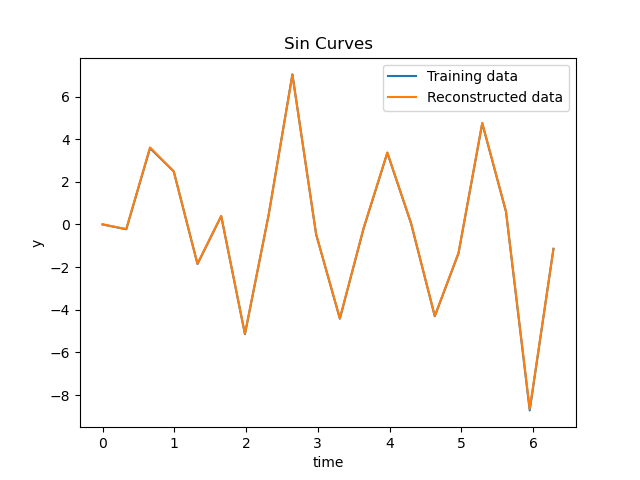 Sin Curves
Training data
Reconstructed data
6
4
2
0
−2
−4
−6
−8
y
0 1 2 3 4 5 6
time